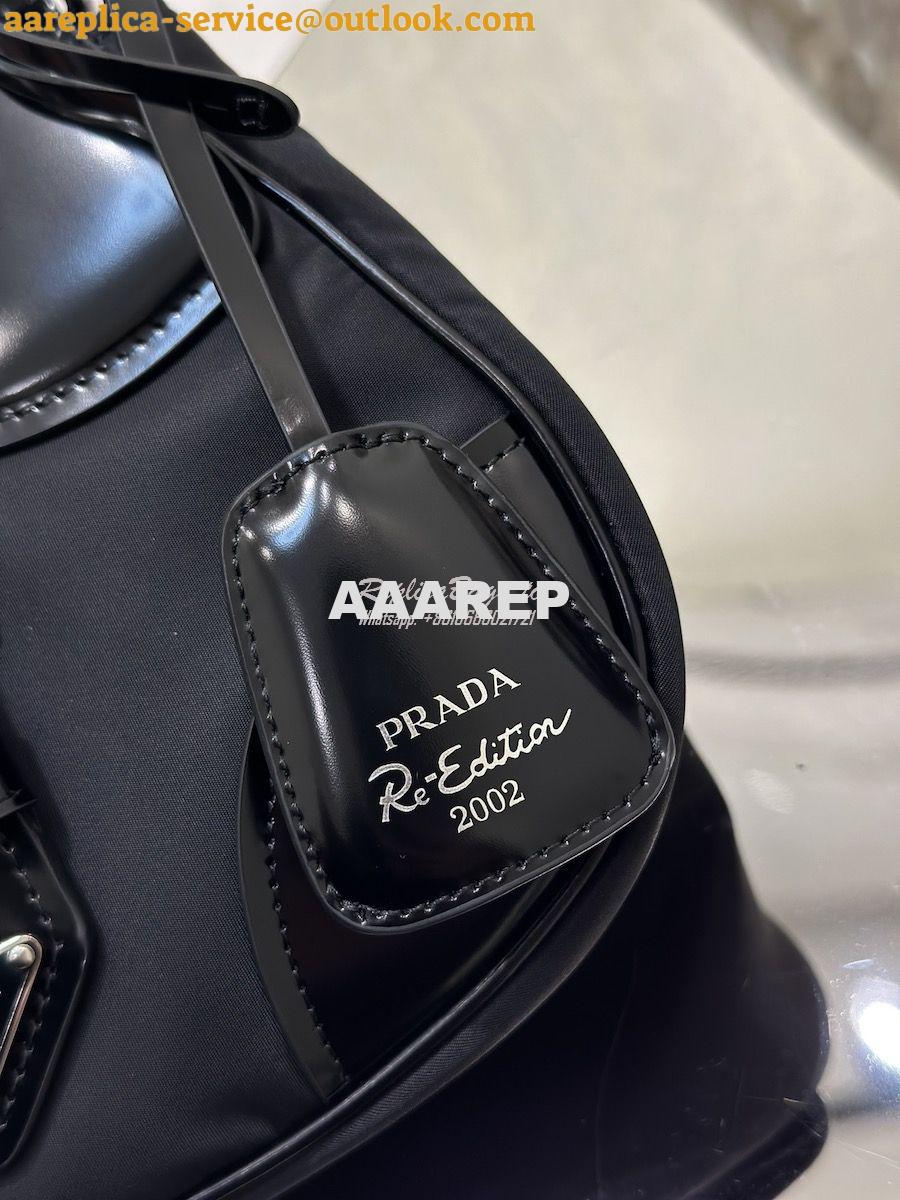 aareplica-service@outlook.com
AAAREP
PRADA
Re-Edition
2002